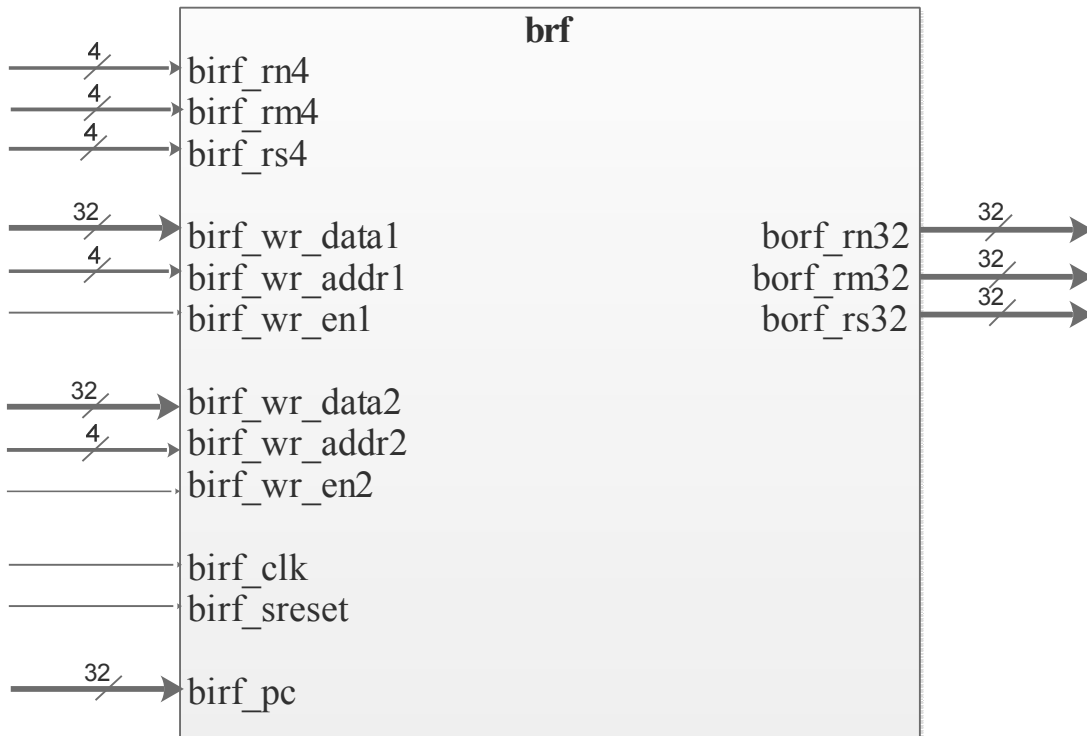 brf
4
birf_rn4
4
birf_rm4
4
birf_rs4
32
birf_wr_data1
4
birf_wr_addr1
birf_wr_en1
32
birf_wr_data2
4
birf_wr_addr2
birf_wr_en2
birf_clk
birf_sreset
32
birf_pc
borf_rn32
32
borf_rm32
32
borf_rs32
32